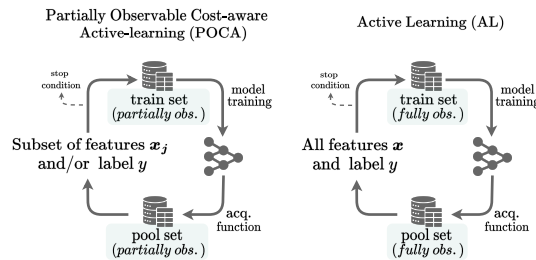 Partially Observable Cost-aware
Active-learning (POCA)
stop
condition
train set
(partially obs.)
model
training
Subset of features x_j
and/or label y
pool set
(partially obs.)
acq.
function
Active Learning (AL)
stop
condition
train set
(fully obs.)
model
training
All features x
and label y
pool set
(fully obs.)
acq.
function